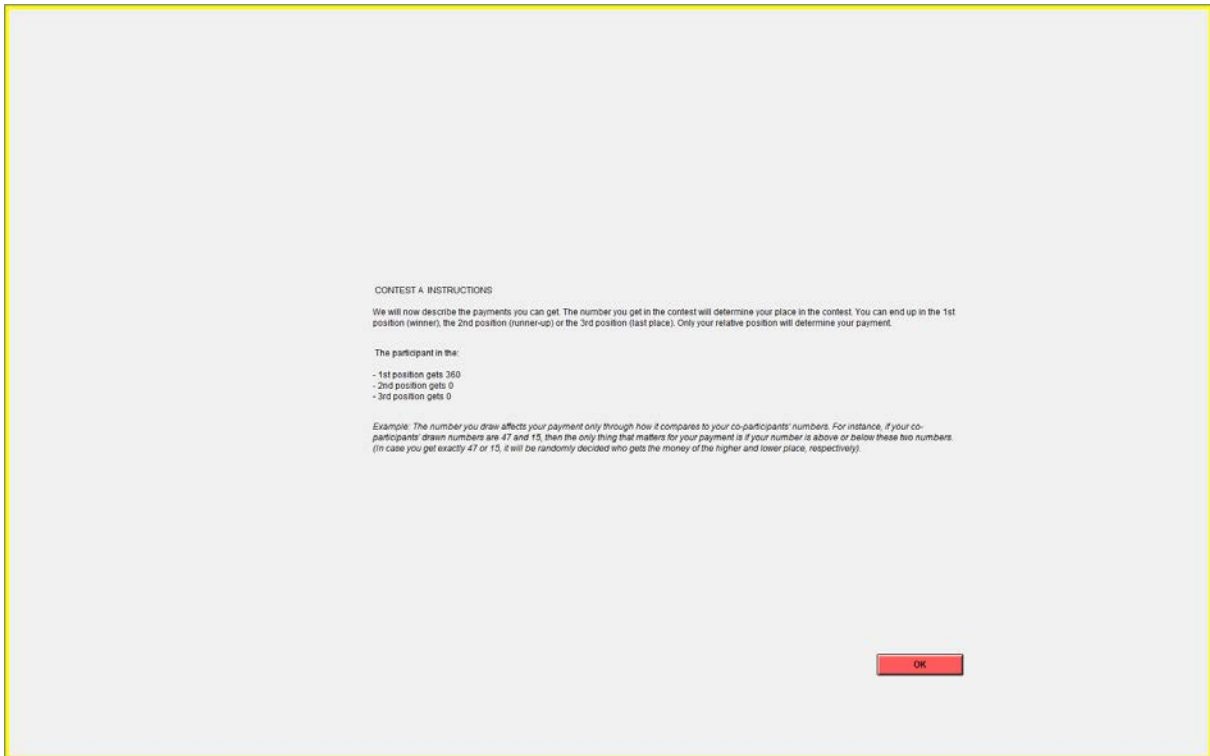 CONTEST A INSTRUCTIONS
We will now describe the payments you can get. The number you get in the contest will determine your place in the contest. You can end up in the 1st
position (winner), the 2nd position (runner-up) or the 3rd position (last place). Only your relative position will determine your payment.
The participant in the:
- 1st position gets 360
- 2nd position gets 0
- 3rd position gets 0
Example: The number you draw affects your payment only through how it compares to your co-participants' numbers. For instance, if your co-
participants' drawn numbers are 47 and 15, then the only thing that matters for your payment is if your number is above or below these two numbers.
(In case you get exactly 47 or 15, it will be randomly decided who gets the money of the higher and lower place, respectively).
OK